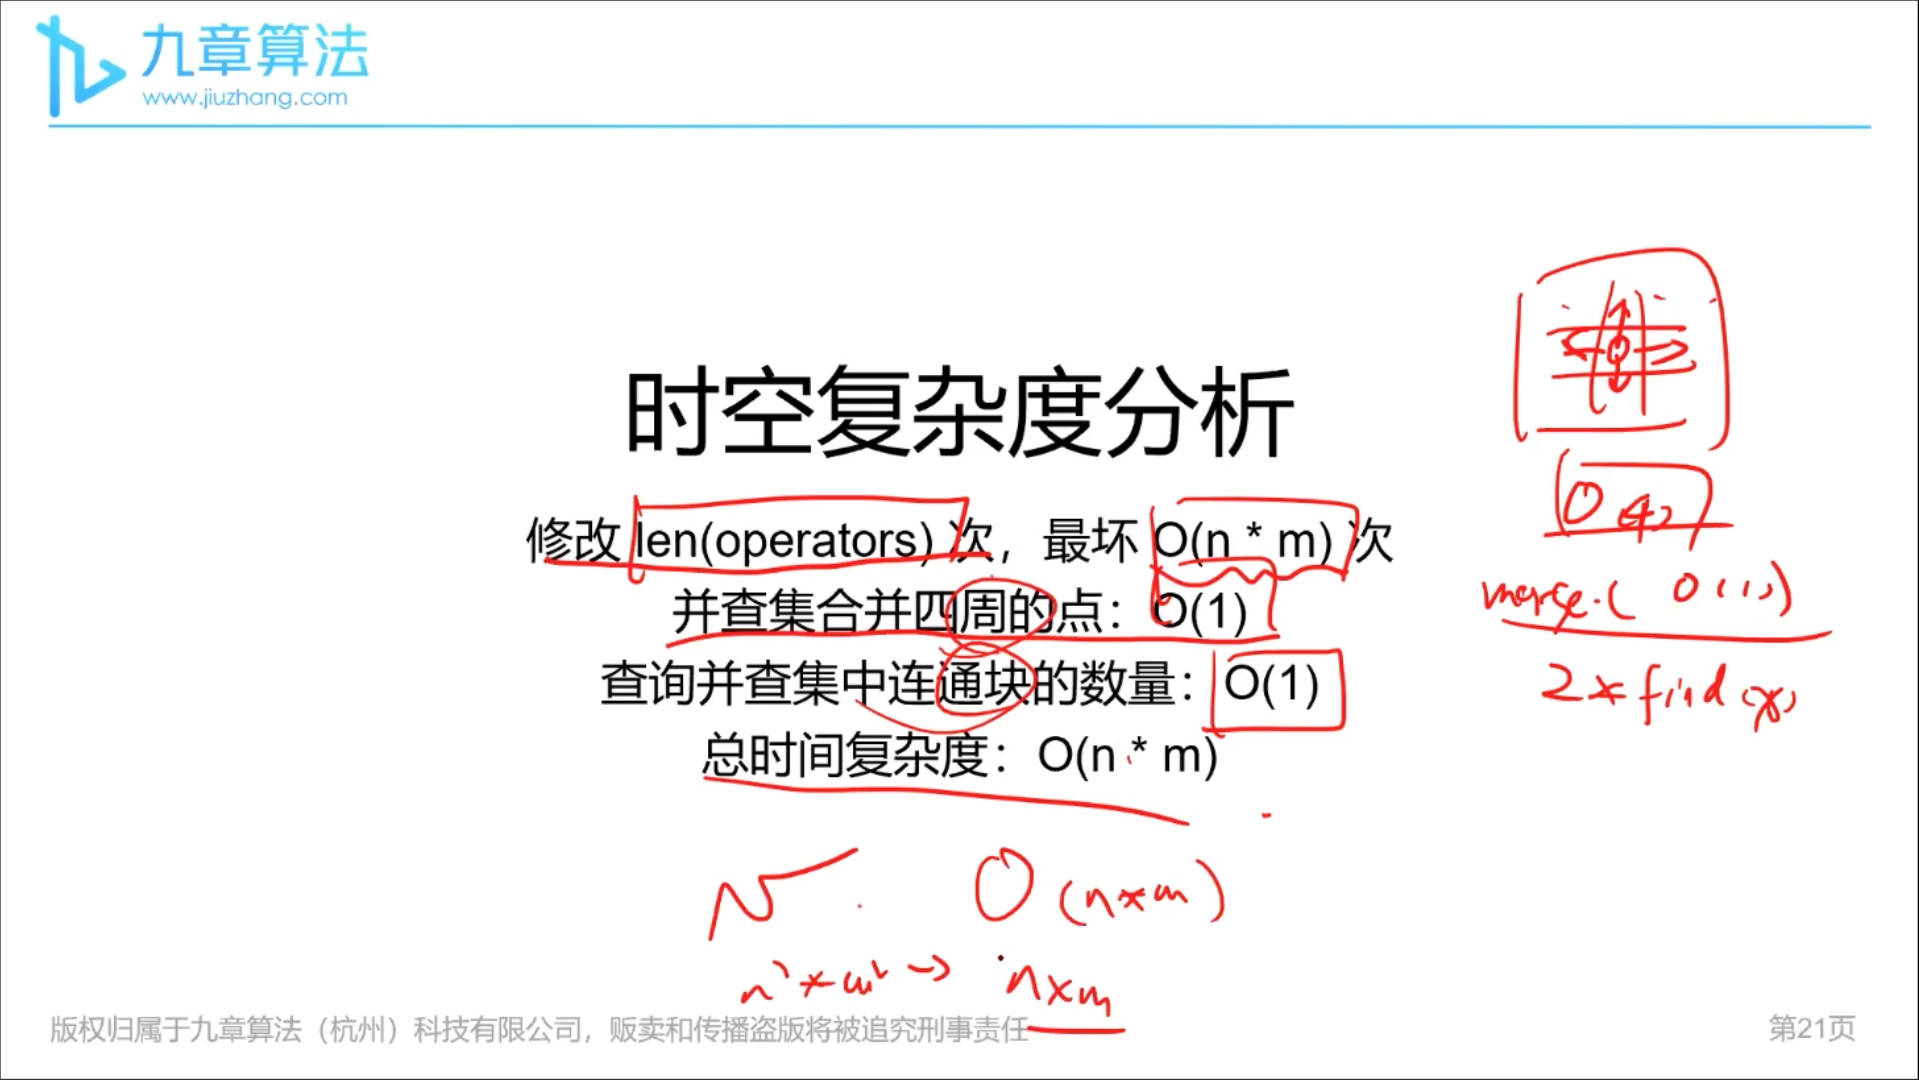 九章算法
www.jiuzhang.com
时空复杂度分析
修改 len(operators) 次，最坏 O(n * m) 次
并查集合并四周的点：O(1)
查询并查集中连通块的数量：O(1)
总时间复杂度：O(n * m)
O(4)
merge.( O(1))
2*find(x)
O(n*m)
n²*m² → n×m
版权归属于九章算法（杭州）科技有限公司，贩卖和传播盗版将被追究刑事责任
第21页